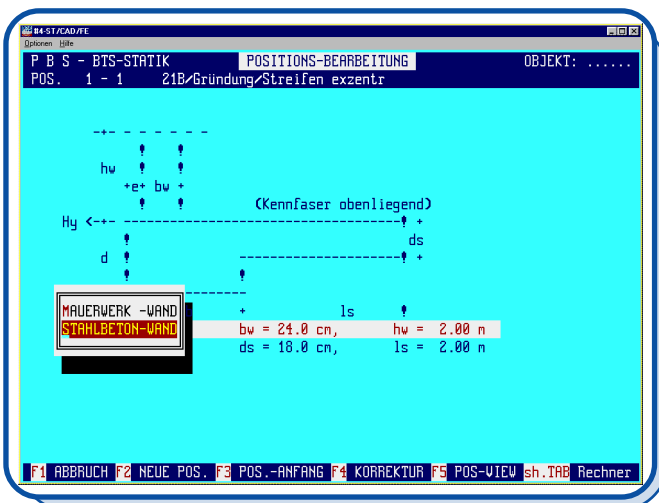 #4-ST/CAD/FE
Optionen Hilfe
P B S - BTS-STATIK POSITIONS-BEARBEITUNG OBJEKT: ......
POS. 1 - 1 21B/Gründung/Streifen exzentr
-+- - - - - - -
hw
+e+ bw +
(Kennfaser obenliegend)
Hy <-+- -----------------------------------! +
ds
d ! -----------------! +
MAUERWERK -WAND + ls
STAHLBETON-WAND bw = 24.0 cm, hw = 2.00 m
ds = 18.0 cm, ls = 2.00 m
F1 ABBRUCH F2 NEUE POS. F3 POS.-ANFANG F4 KORREKTUR F5 POS-VIEW sh.TAB Rechner